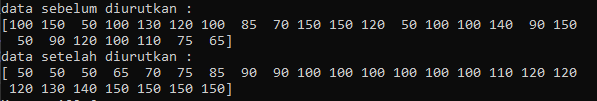 data sebelum diurutkan :
[100 150  50 100 130 120 100  85  70 150 150 120  50 100 100 140  90 150
  50  90 120 100 110  75  65]
data setelah diurutkan :
[ 50  50  50  65  70  75  85  90  90 100 100 100 100 100 100 110 120 120
 120 130 140 150 150 150 150]